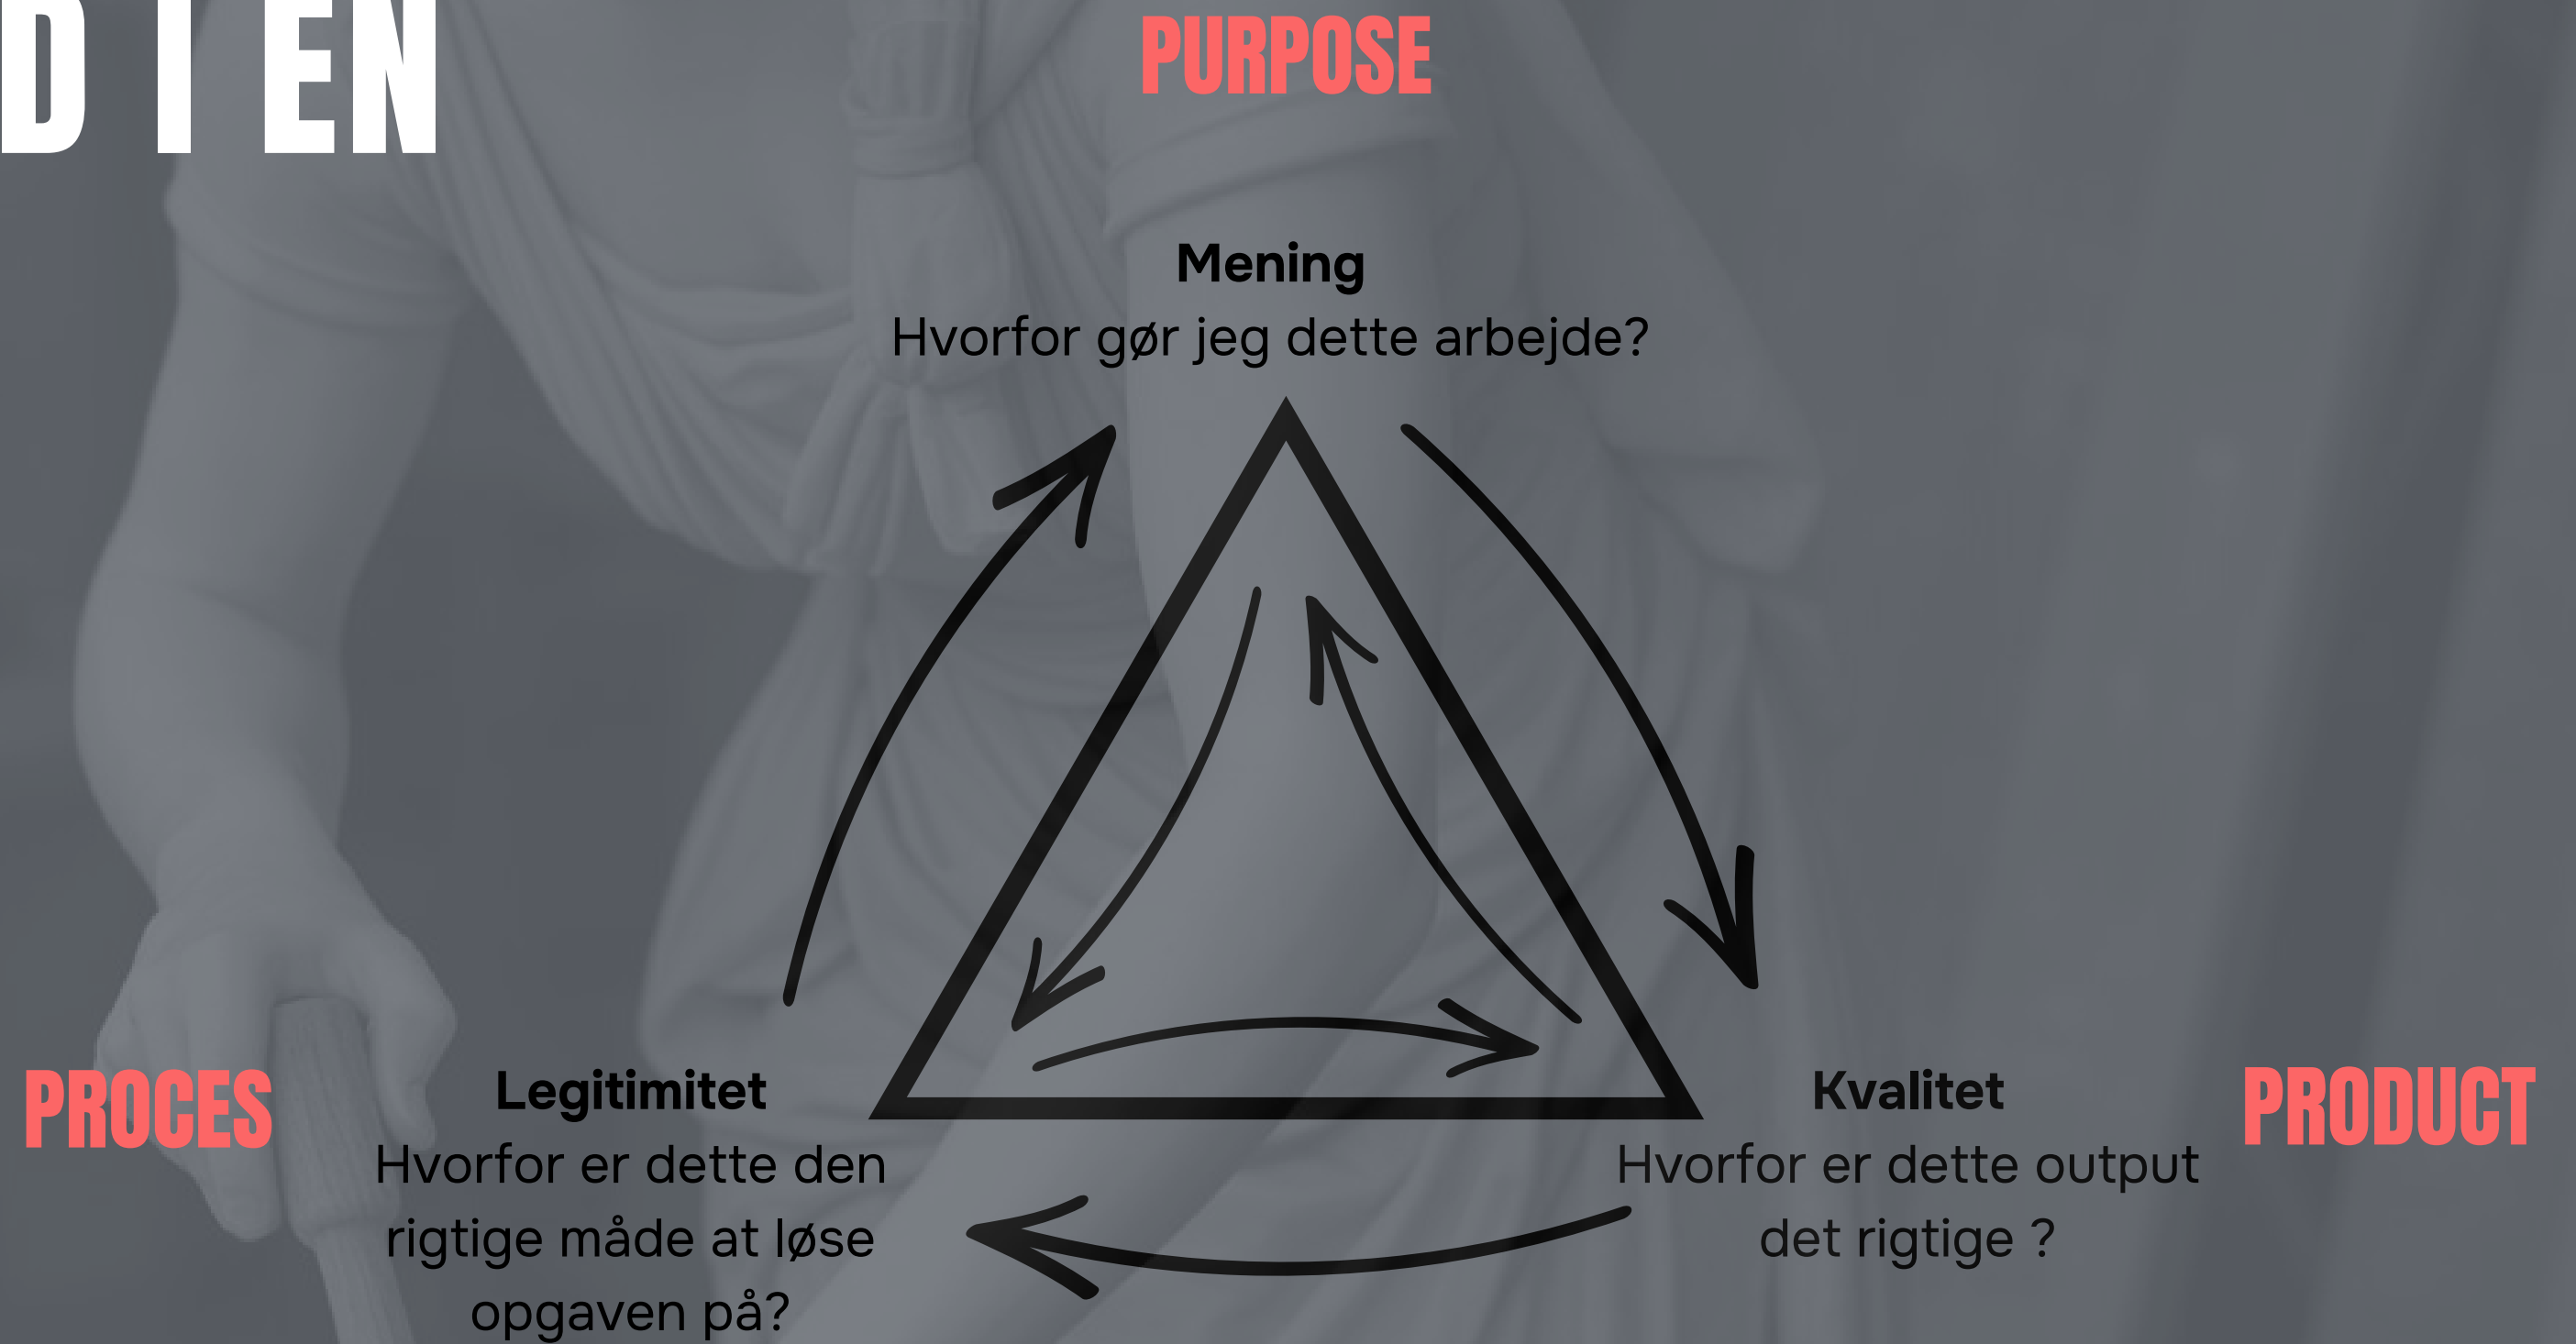 DIEN
PURPOSE
Mening
Hvorfor gør jeg dette arbejde?
PROCES
Legitimitet
Hvorfor er dette den
rigtige måde at løse
opgaven på?
Kvalitet
Hvorfor er dette output
det rigtige ?
PRODUCT